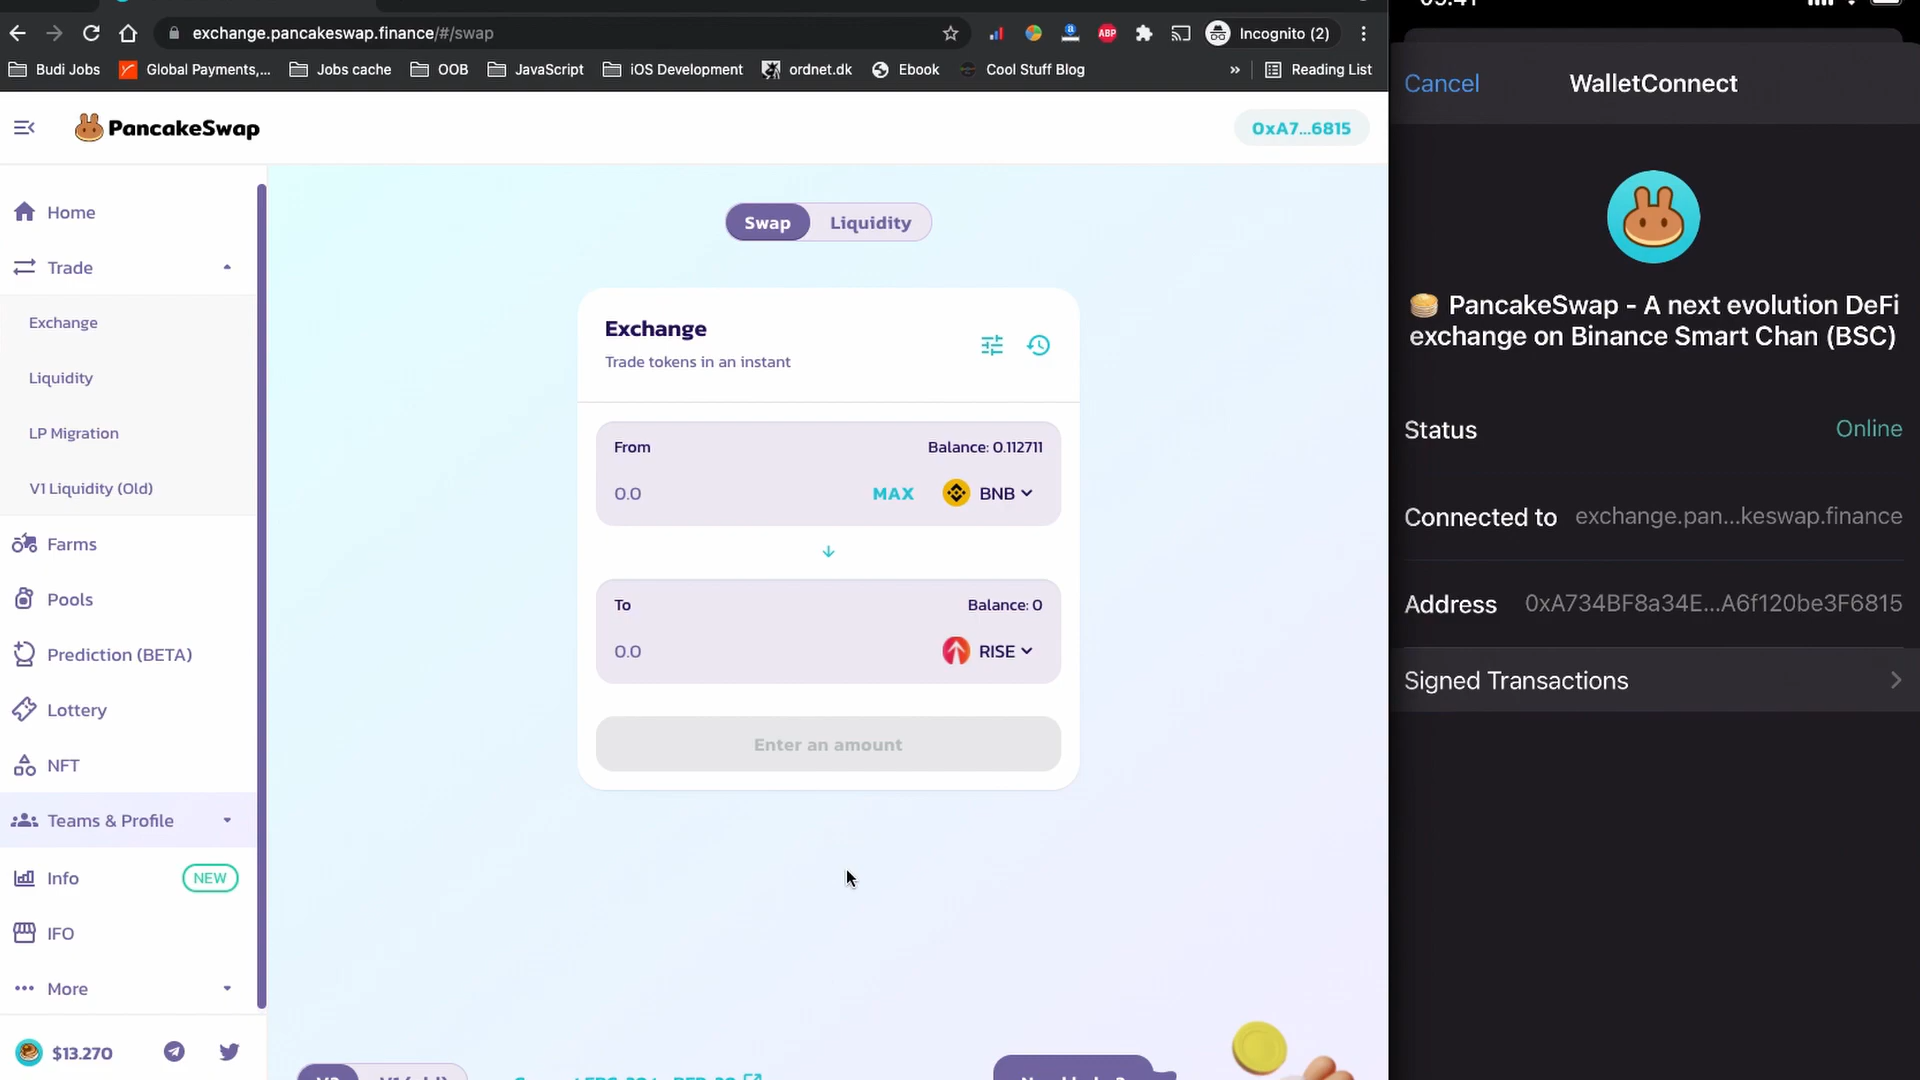 exchange.pancakeswap.finance/#/swap
ABP
Incognito (2)
Budi Jobs
Global Payments,...
Jobs cache
OOB
JavaScript
iOS Development
ordnet.dk
Ebook
Cool Stuff Blog
»
Reading List
PancakeSwap
0xA7...6815
Home
Trade
Exchange
Liquidity
LP Migration
V1 Liquidity (Old)
Farms
Pools
Prediction (BETA)
Lottery
NFT
Teams & Profile
Info
NEW
IFO
More
$13.270
Swap
Liquidity
Exchange
Trade tokens in an instant
From
Balance: 0.112711
0.0
MAX
BNB
To
Balance: 0
0.0
RISE
Enter an amount
Cancel
WalletConnect
🥞 PancakeSwap - A next evolution DeFi
exchange on Binance Smart Chan (BSC)
Status
Online
Connected to
exchange.pan...keswap.finance
Address
0xA734BF8a34E...A6f120be3F6815
Signed Transactions